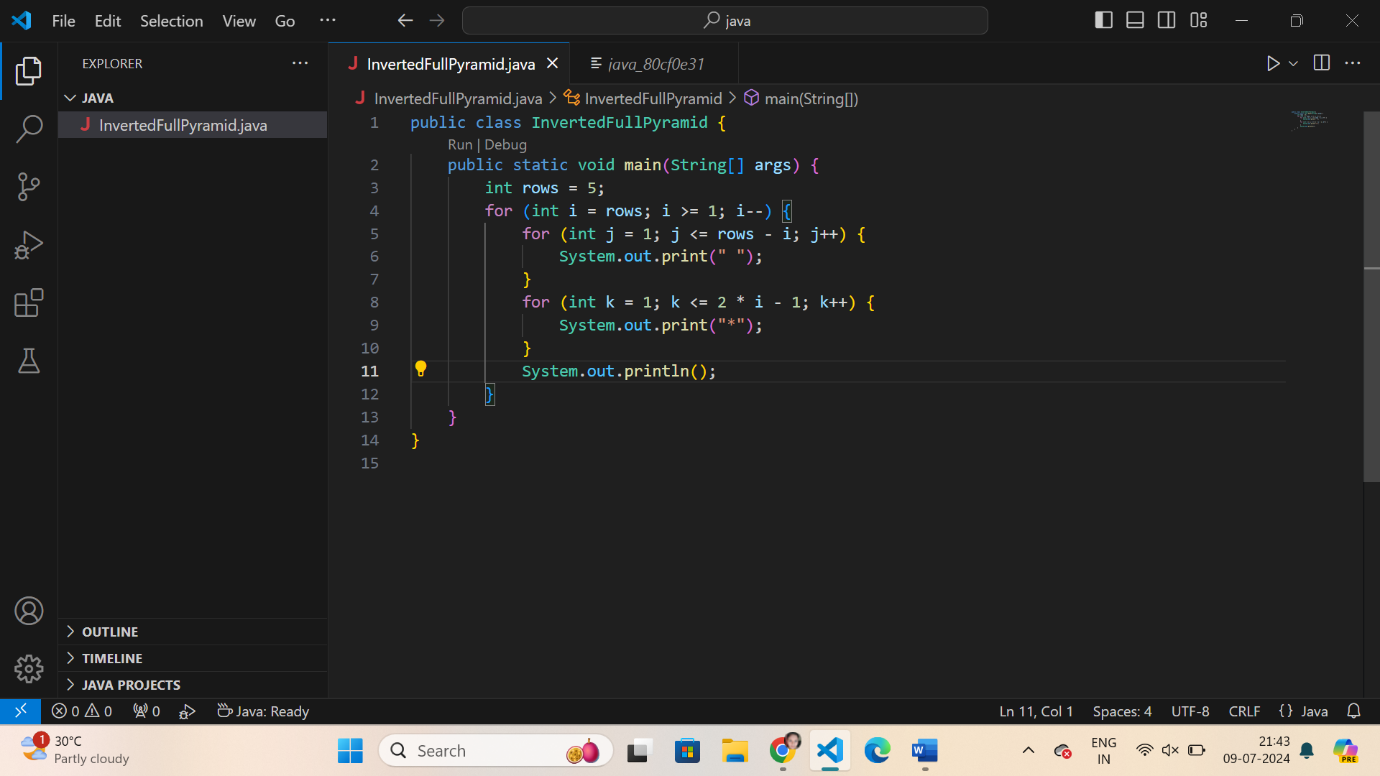 File Edit Selection View Go ··· java
EXPLORER ···
JAVA
J InvertedFullPyramid.java
OUTLINE
TIMELINE
JAVA PROJECTS
J InvertedFullPyramid.java java_80cf0e31 ···
J InvertedFullPyramid.java > InvertedFullPyramid > main(String[])
1 public class InvertedFullPyramid {
Run | Debug
2 public static void main(String[] args) {
3 int rows = 5;
4 for (int i = rows; i >= 1; i--) {
5 for (int j = 1; j <= rows - i; j++) {
6 System.out.print(" ");
7 }
8 for (int k = 1; k <= 2 * i - 1; k++) {
9 System.out.print("*");
10 }
11 System.out.println();
12 }
13 }
14 }
15
0 0 0 Java: Ready Ln 11, Col 1 Spaces: 4 UTF-8 CRLF {} Java
1 30°C
Partly cloudy
Search
W
ENG
IN
21:43
09-07-2024
PRE